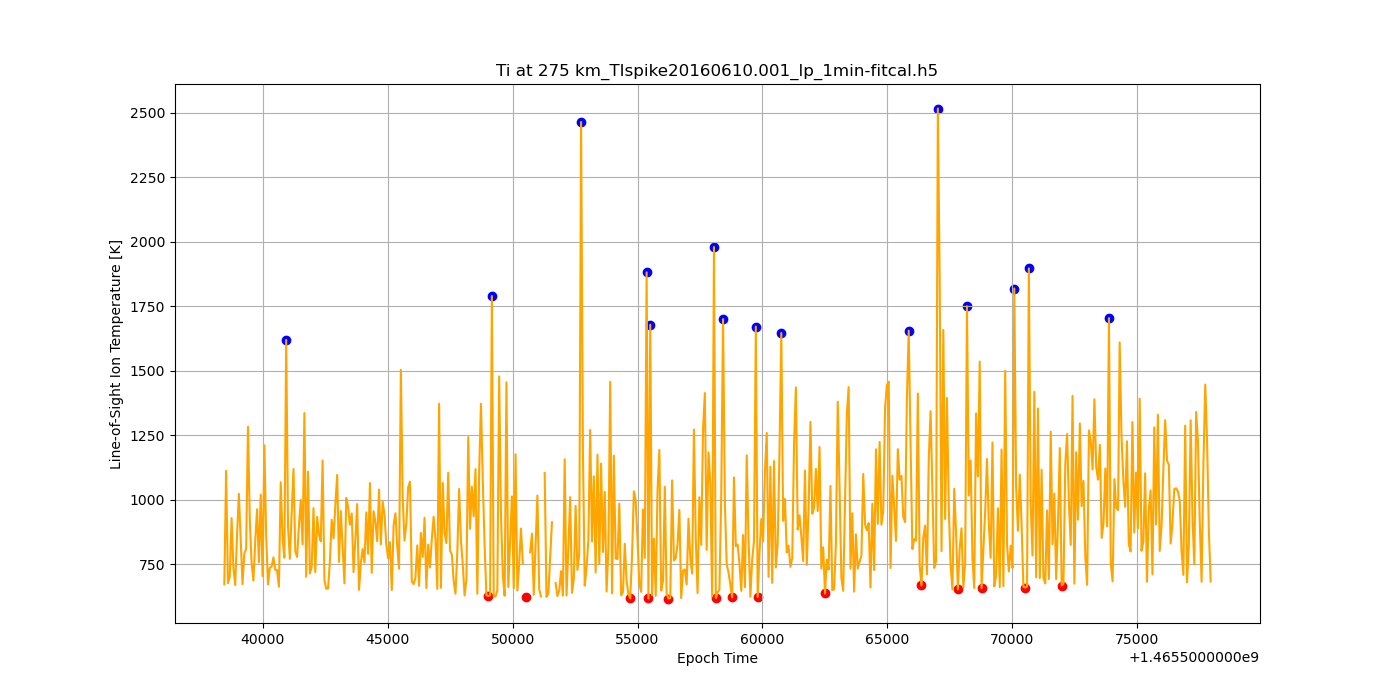 Ti at 275 km_TIspike20160610.001_lp_1min-fitcal.h5
Line-of-Sight Ion Temperature [K]
2500
2250
2000
1750
1500
1250
1000
750
40000 45000 50000 55000 60000 65000 70000 75000
Epoch Time
+1.4655000000e9